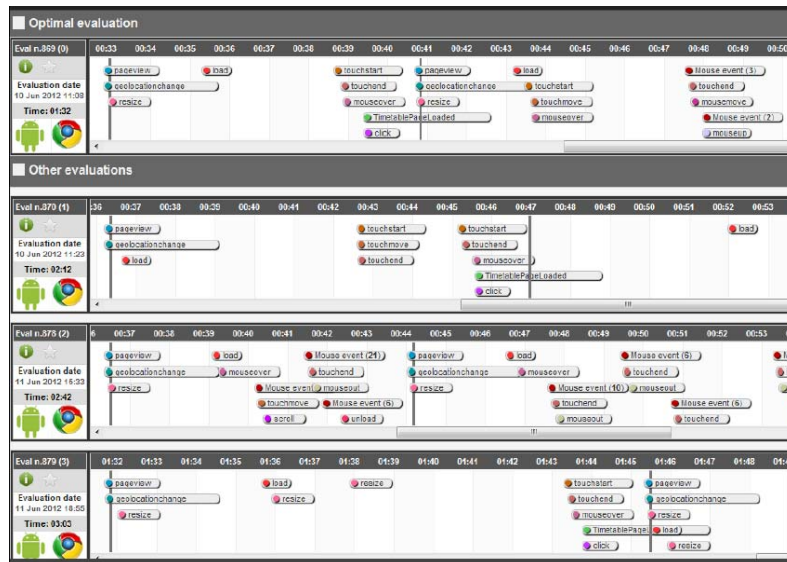 Optimal evaluation
Eval n.869 (0) 00:33 00:34 00:35 00:36 00:37 00:38 00:39 00:40 00:41 00:42 00:43 00:44 00:45 00:46 00:47 00:48 00:49 00:50
pageview load) touchstart pageview load) Mouse event (3)
Evaluation date geolocationchange touchend geolocationchange touchstart touchend
10 Jun 2012 11:08 resize mouseover resize touchmove mousemove
Time: 01:32 TimetablePageLoaded mouseover Mouse event (2)
click mouseup
Other evaluations
Eval n.870 (1) :36 00:37 00:38 00:39 00:40 00:41 00:42 00:43 00:44 00:45 00:46 00:47 00:48 00:49 00:50 00:51 00:52 00:53
pageview touchstart touchstart load)
Evaluation date geolocationchange touchmove touchend
10 Jun 2012 11:23 load) touchend mouseover
Time: 02:12 TimetablePageLoaded
click
Eval n.878 (2) 6 00:37 00:38 00:39 00:40 00:41 00:42 00:43 00:44 00:45 00:46 00:47 00:48 00:49 00:50 00:51 00:52 00:53
pageview load) Mouse event (21) pageview load) Mouse event (6) M
Evaluation date geolocationchange mouseover touchend geolocationchange mouseover touchend
11 Jun 2012 15:33 resize Mouse event mouseout resize Mouse event (10) mouseout
Time: 02:42 touchmove Mouse event (6) touchend Mouse event (6)
scroll unload mouseout touchend
Eval n.879 (3) 01:32 01:33 01:34 01:35 01:36 01:37 01:38 01:39 01:40 01:41 01:42 01:43 01:44 01:45 01:46 01:47 01:48 01:4
pageview load) resize touchstart pageview
Evaluation date geolocationchange resize touchend geolocationchange
11 Jun 2012 18:55 resize mouseover resize
Time: 03:03 TimetablePageL load)
click resize